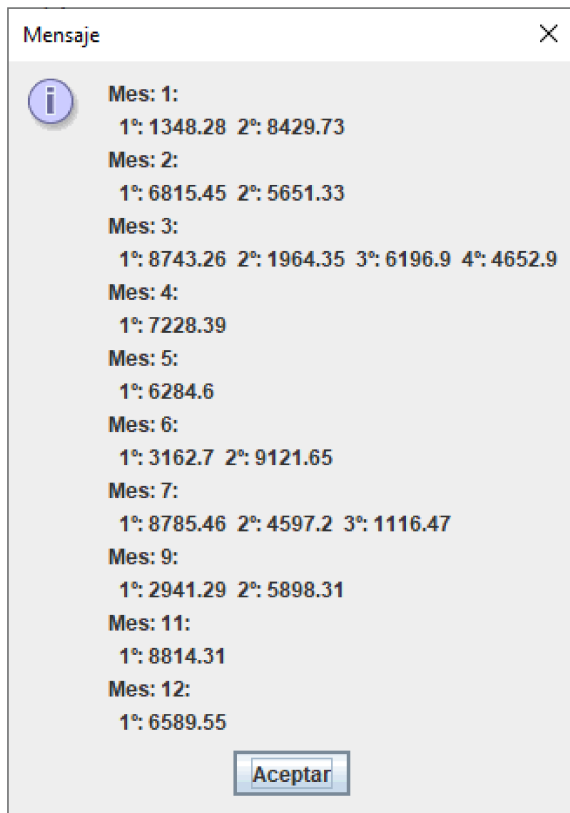 Mensaje
Mes: 1:
1º: 1348.28 2º: 8429.73
Mes: 2:
1º: 6815.45 2º: 5651.33
Mes: 3:
1º: 8743.26 2º: 1964.35 3º: 6196.9 4º: 4652.9
Mes: 4:
1º: 7228.39
Mes: 5:
1º: 6284.6
Mes: 6:
1º: 3162.7 2º: 9121.65
Mes: 7:
1º: 8785.46 2º: 4597.2 3º: 1116.47
Mes: 9:
1º: 2941.29 2º: 5898.31
Mes: 11:
1º: 8814.31
Mes: 12:
1º: 6589.55
Aceptar